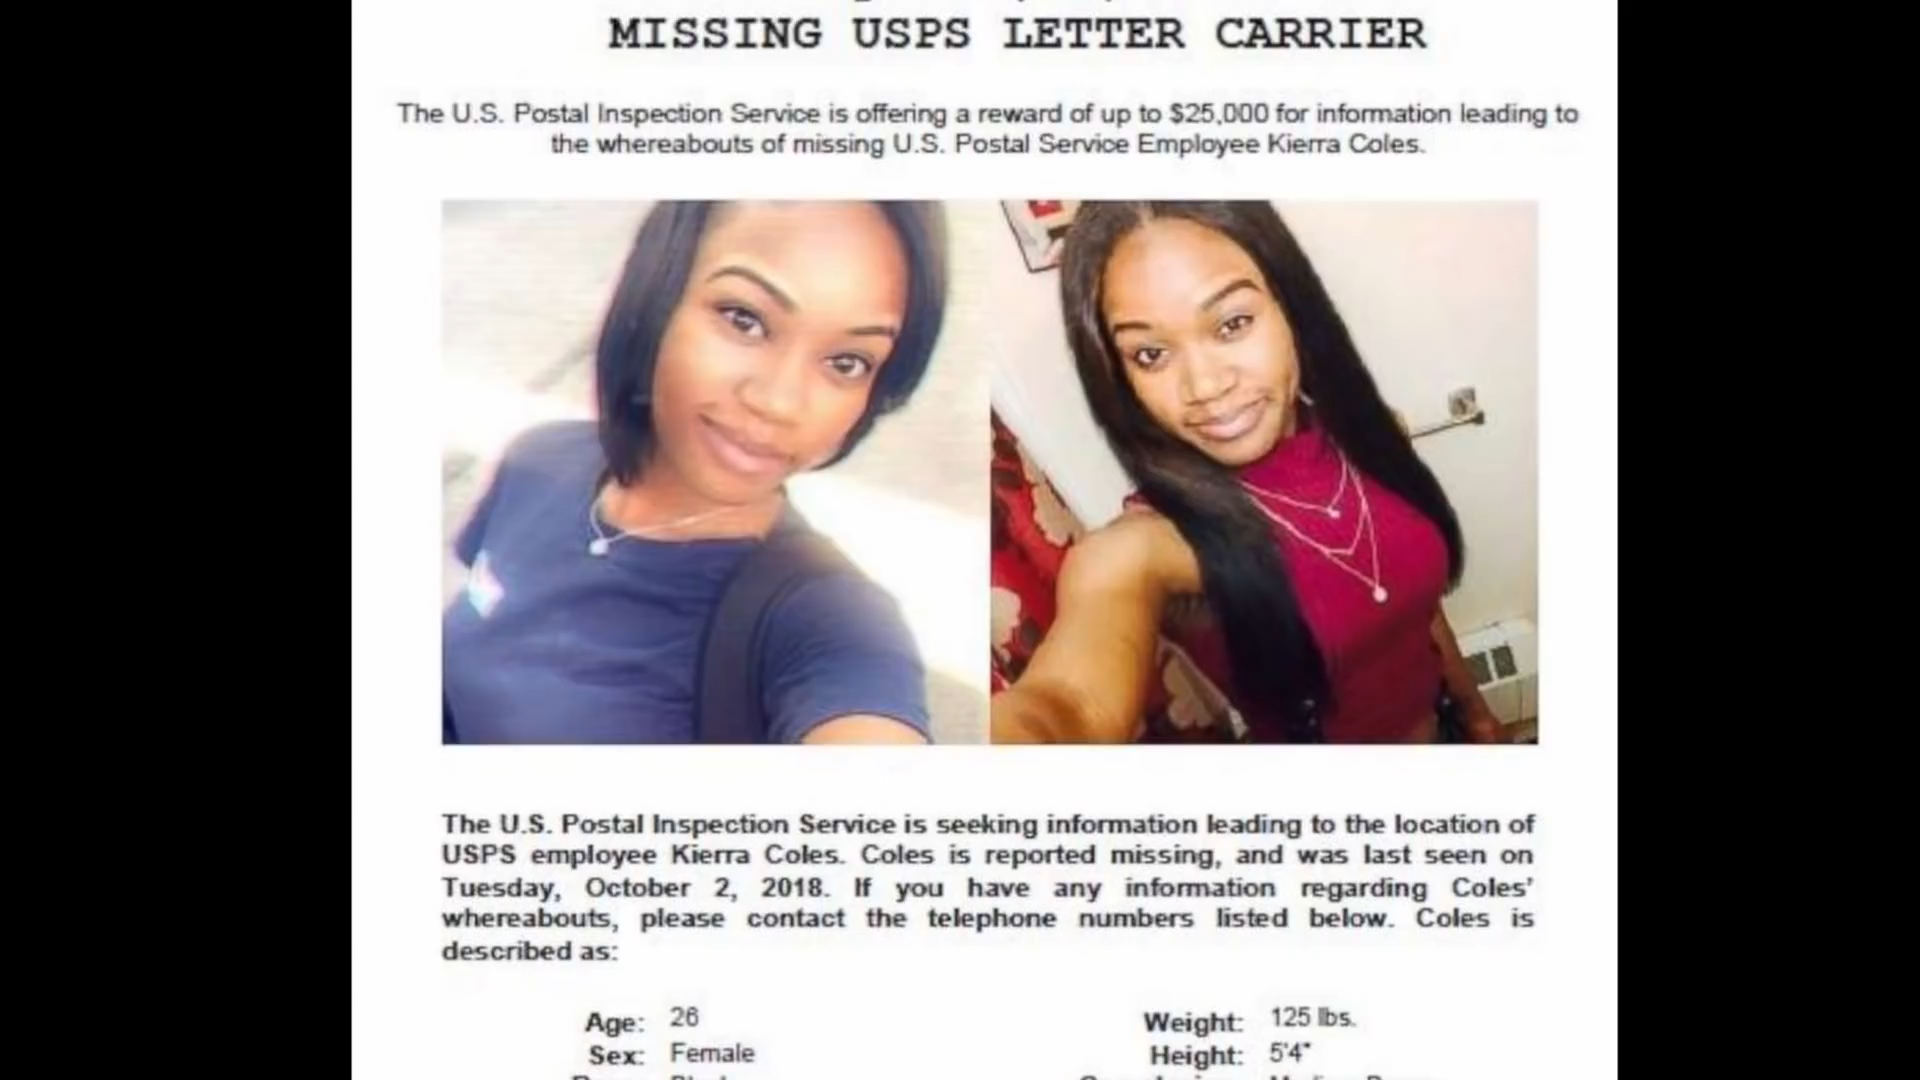 MISSING USPS LETTER CARRIER
The U.S. Postal Inspection Service is offering a reward of up to $25,000 for information leading to
the whereabouts of missing U.S. Postal Service Employee Kierra Coles.
The U.S. Postal Inspection Service is seeking information leading to the location of
USPS employee Kierra Coles. Coles is reported missing, and was last seen on
Tuesday, October 2, 2018. If you have any information regarding Coles'
whereabouts, please contact the telephone numbers listed below. Coles is
described as:
Age: 26 Weight: 125 lbs.
Sex: Female Height: 5'4"